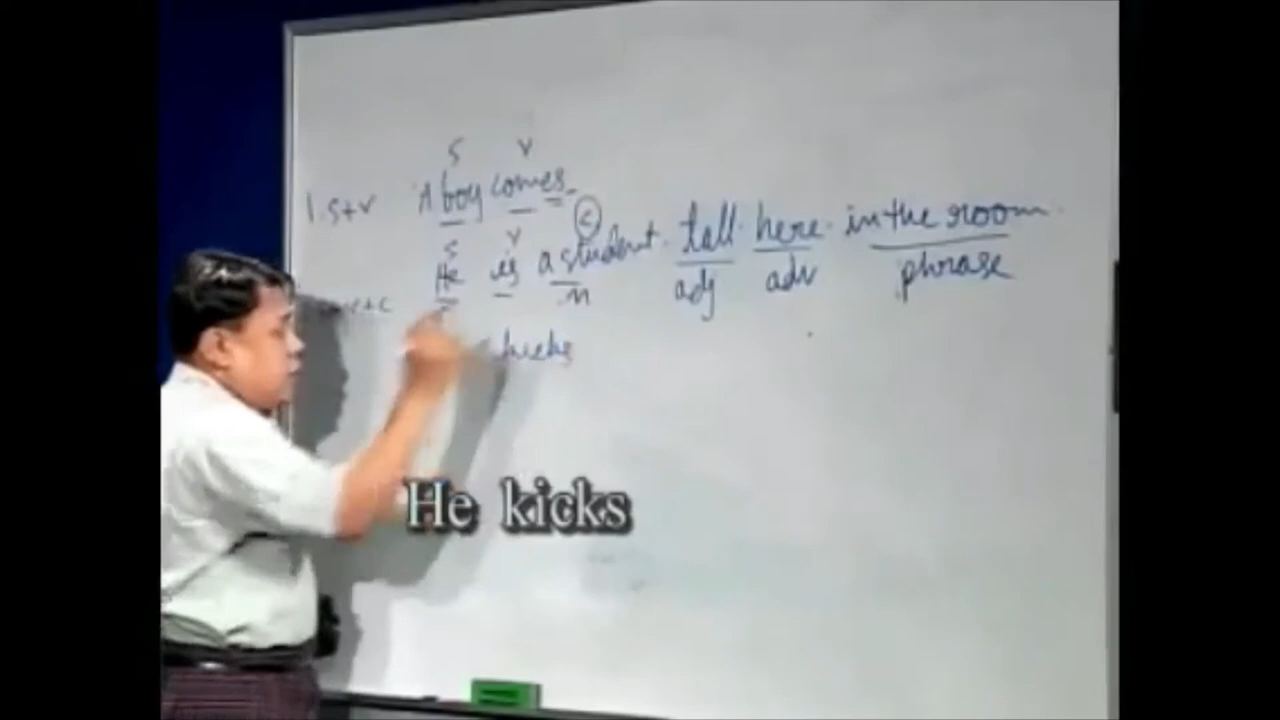 S V
1. S+V A boy comes.
S V C
He is a student. tall. here. in the room.
n adj adv phrase
+C
kicks
He kicks